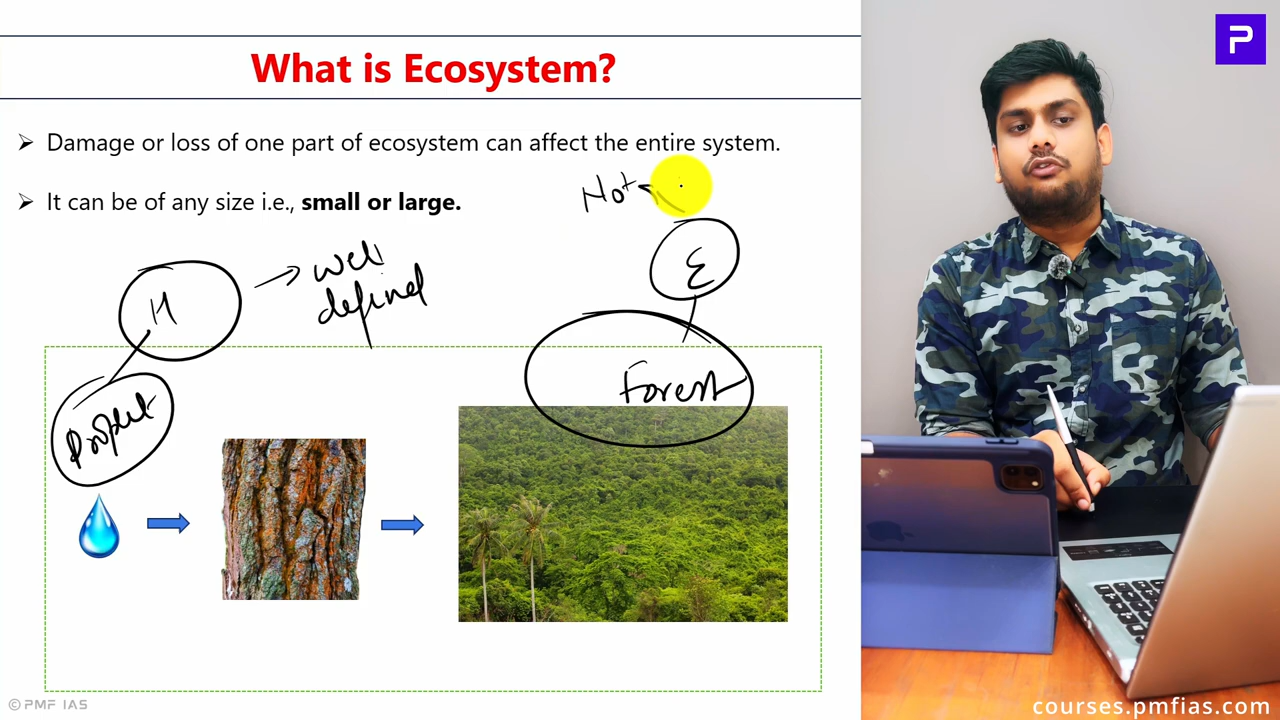 What is Ecosystem?
Damage or loss of one part of ecosystem can affect the entire system.
It can be of any size i.e., small or large.
Not
H
well
defined
E
Forest
© PMF IAS
P
courses.pmfias.com